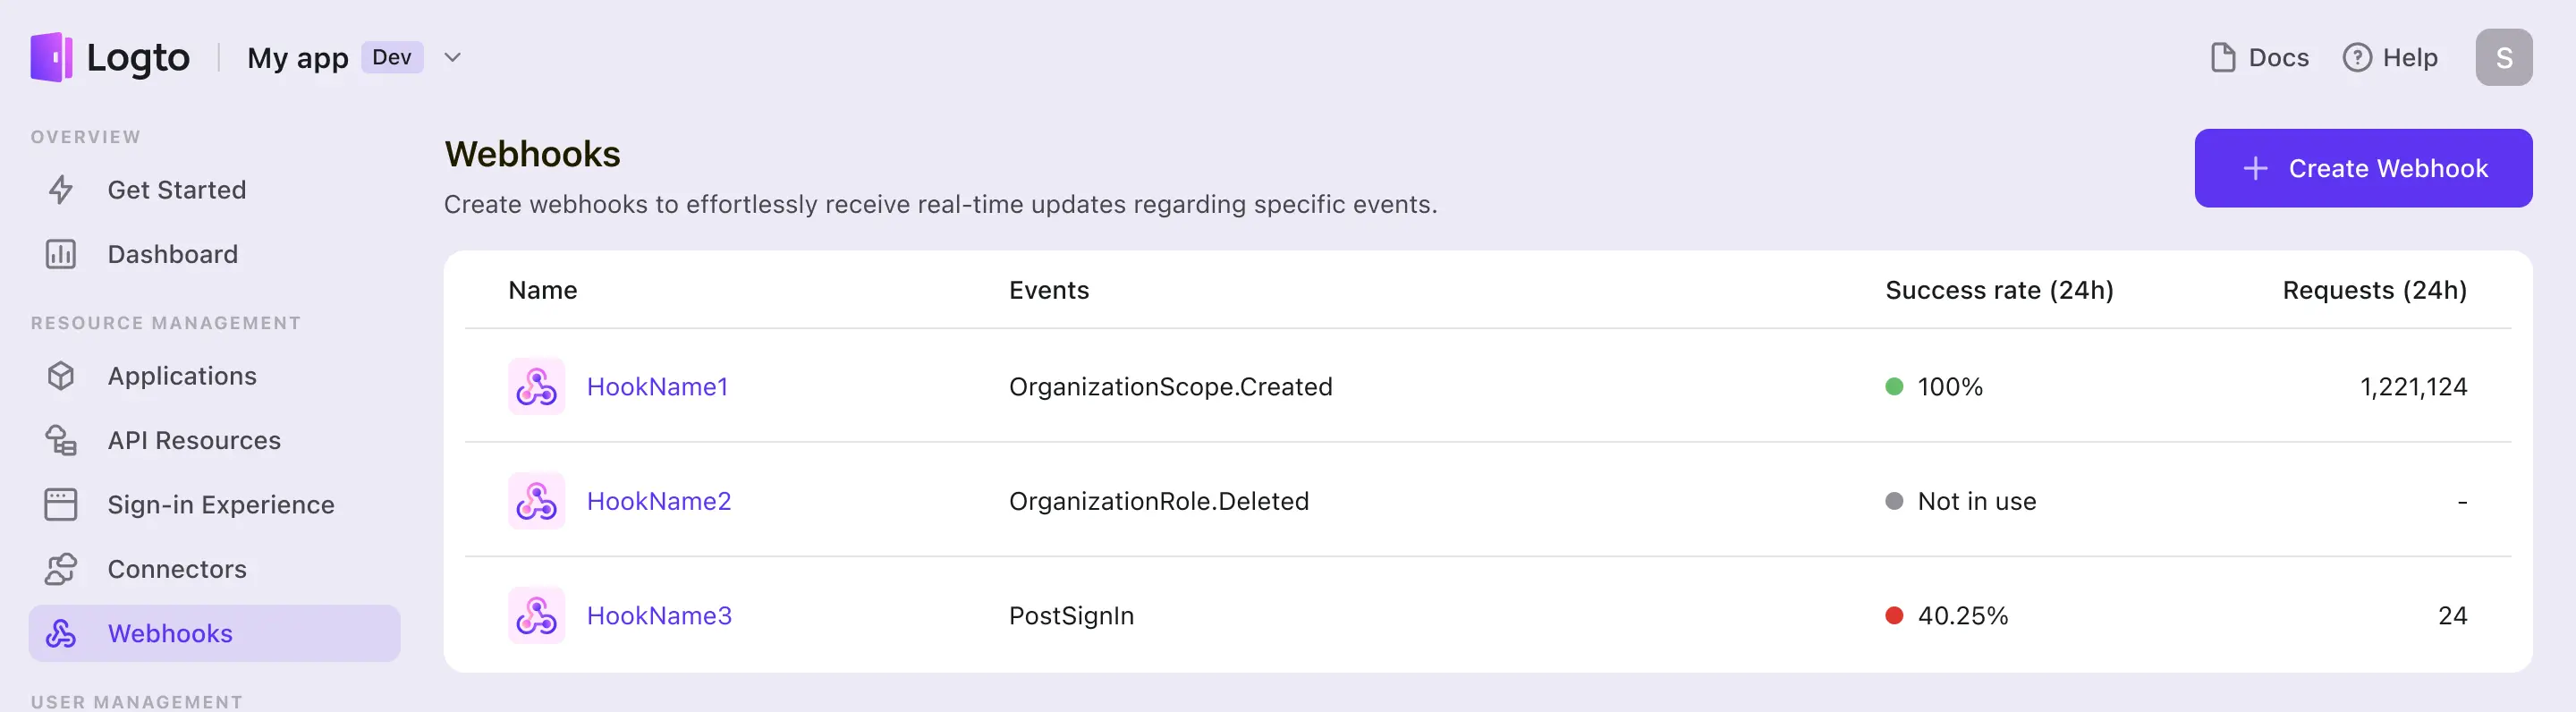 Logto
My app Dev
Docs Help S
OVERVIEW
Get Started
Dashboard
RESOURCE MANAGEMENT
Applications
API Resources
Sign-in Experience
Connectors
Webhooks
USER MANAGEMENT
Webhooks
Create webhooks to effortlessly receive real-time updates regarding specific events.
+ Create Webhook
Name Events Success rate (24h) Requests (24h)
HookName1 OrganizationScope.Created 100% 1,221,124
HookName2 OrganizationRole.Deleted Not in use -
HookName3 PostSignIn 40.25% 24